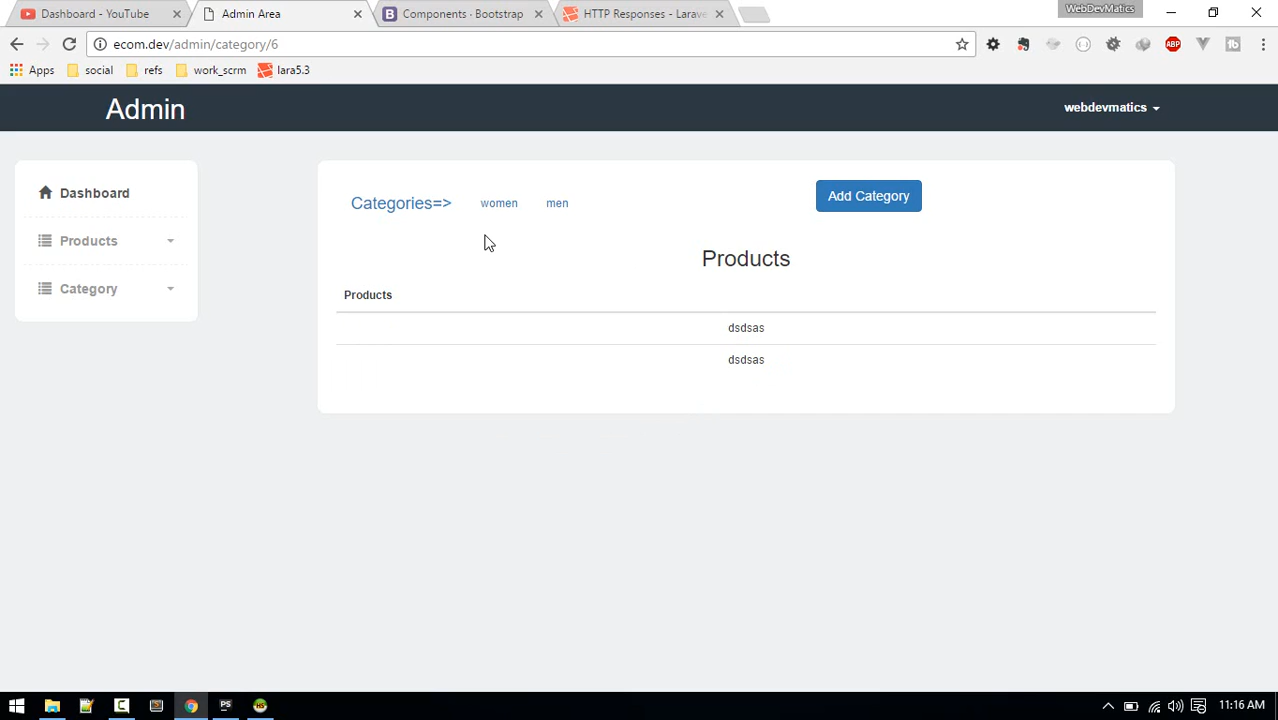 Dashboard - YouTube
Admin Area
Components · Bootstrap
HTTP Responses - Larave
WebDevMatics
ecom.dev/admin/category/6
ABP
Apps
social
refs
work_scrm
lara5.3
Admin
webdevmatics
Dashboard
Products
Category
Categories=>
women
men
Add Category
Products
Products
dsdsas
dsdsas
11:16 AM